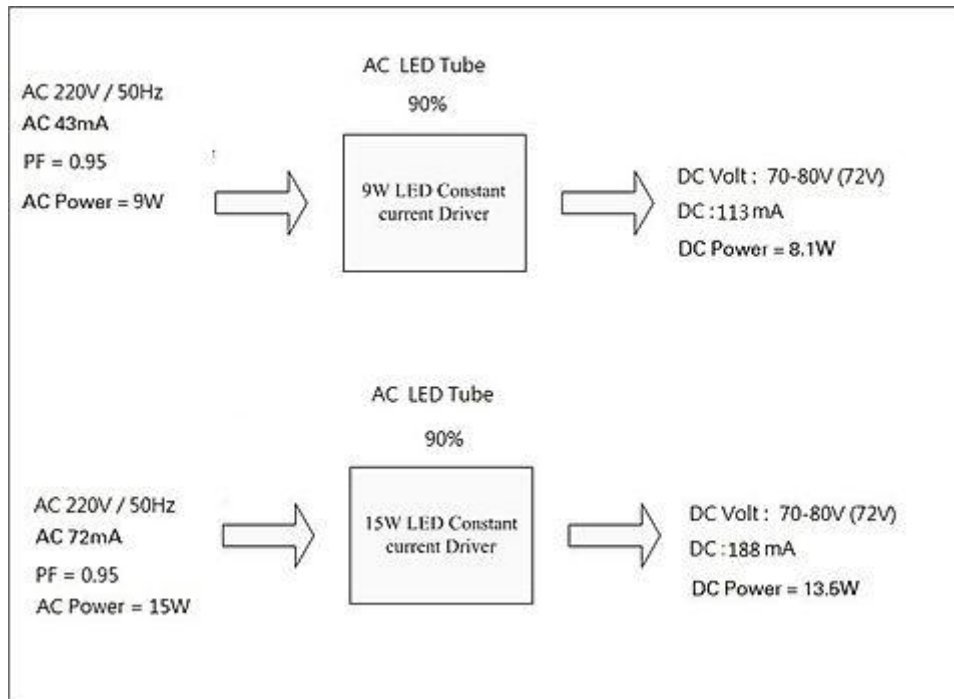 AC LED Tube
90%
AC 220V / 50Hz
AC 43mA
PF = 0.95
AC Power = 9W
9W LED Constant
current Driver
DC Volt : 70-80V (72V)
DC :113 mA
DC Power = 8.1W
AC LED Tube
90%
AC 220V / 50Hz
AC 72mA
PF = 0.95
AC Power = 15W
15W LED Constant
current Driver
DC Volt : 70-80V (72V)
DC :188 mA
DC Power = 13.5W